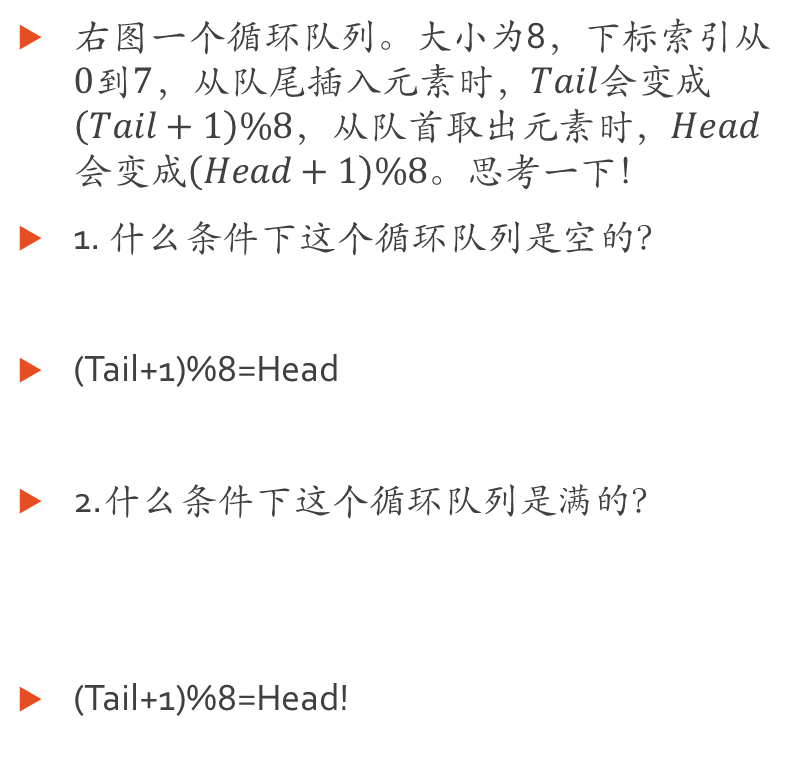 右图一个循环队列。大小为8，下标索引从
0到7，从队尾插入元素时，Tail会变成
(Tail + 1)%8，从队首取出元素时，Head
会变成(Head + 1)%8。思考一下！
1. 什么条件下这个循环队列是空的？
(Tail+1)%8=Head
2.什么条件下这个循环队列是满的？
(Tail+1)%8=Head!